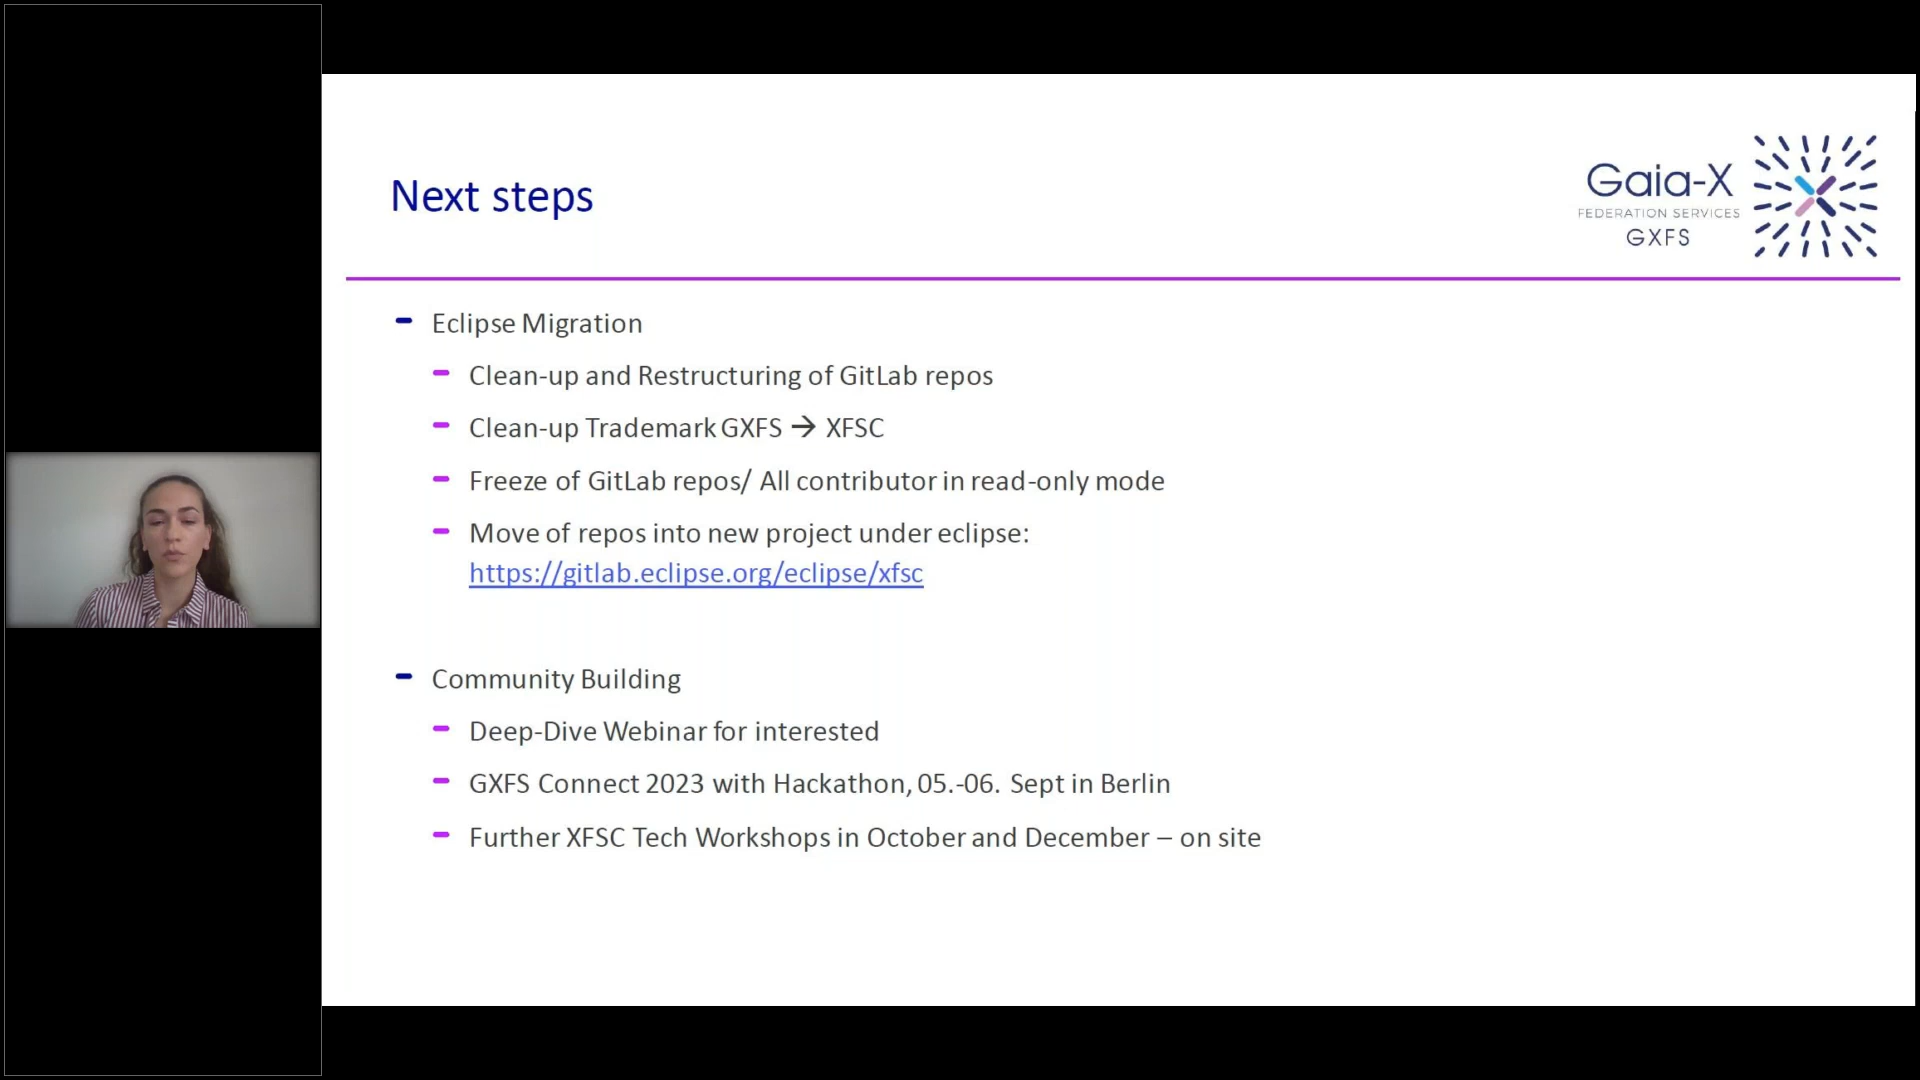 Next steps
Gaia-X
FEDERATION SERVICES
GXFS
Eclipse Migration
Clean-up and Restructuring of GitLab repos
Clean-up Trademark GXFS → XFSC
Freeze of GitLab repos/ All contributor in read-only mode
Move of repos into new project under eclipse:
https://gitlab.eclipse.org/eclipse/xfsc
Community Building
Deep-Dive Webinar for interested
GXFS Connect 2023 with Hackathon, 05.-06. Sept in Berlin
Further XFSC Tech Workshops in October and December – on site